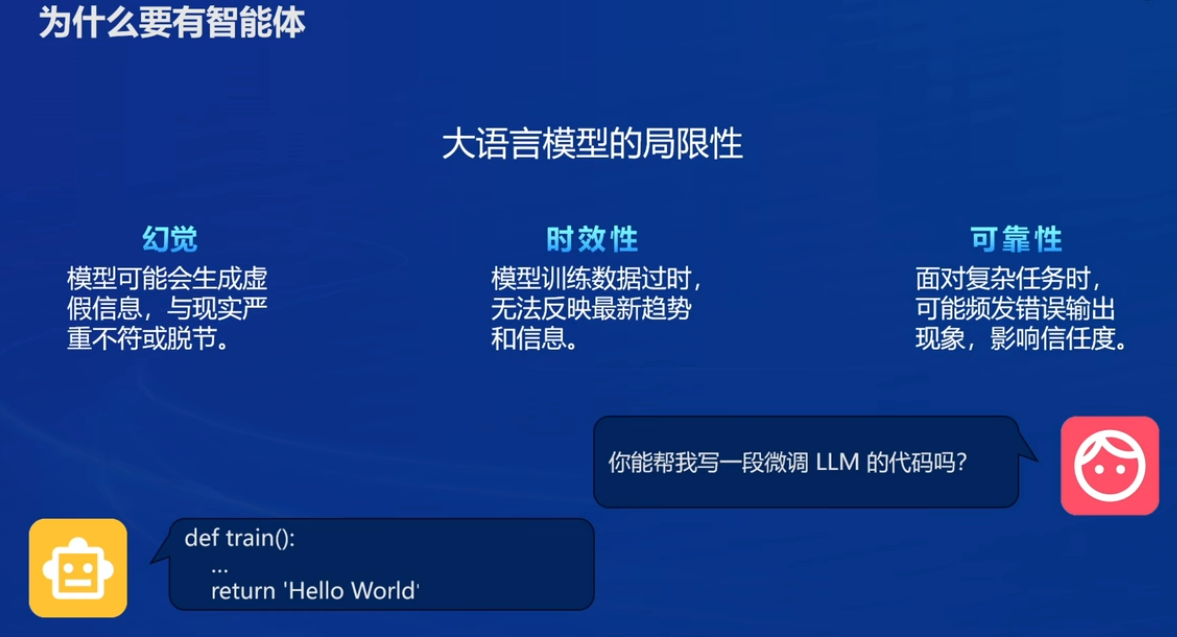 为什么要有智能体
大语言模型的局限性
幻觉
模型可能会生成虚
假信息，与现实严
重不符或脱节。
时效性
模型训练数据过时，
无法反映最新趋势
和信息。
可靠性
面对复杂任务时，
可能频发错误输出
现象，影响信任度。
你能帮我写一段微调 LLM 的代码吗？
def train():
...
return 'Hello World'